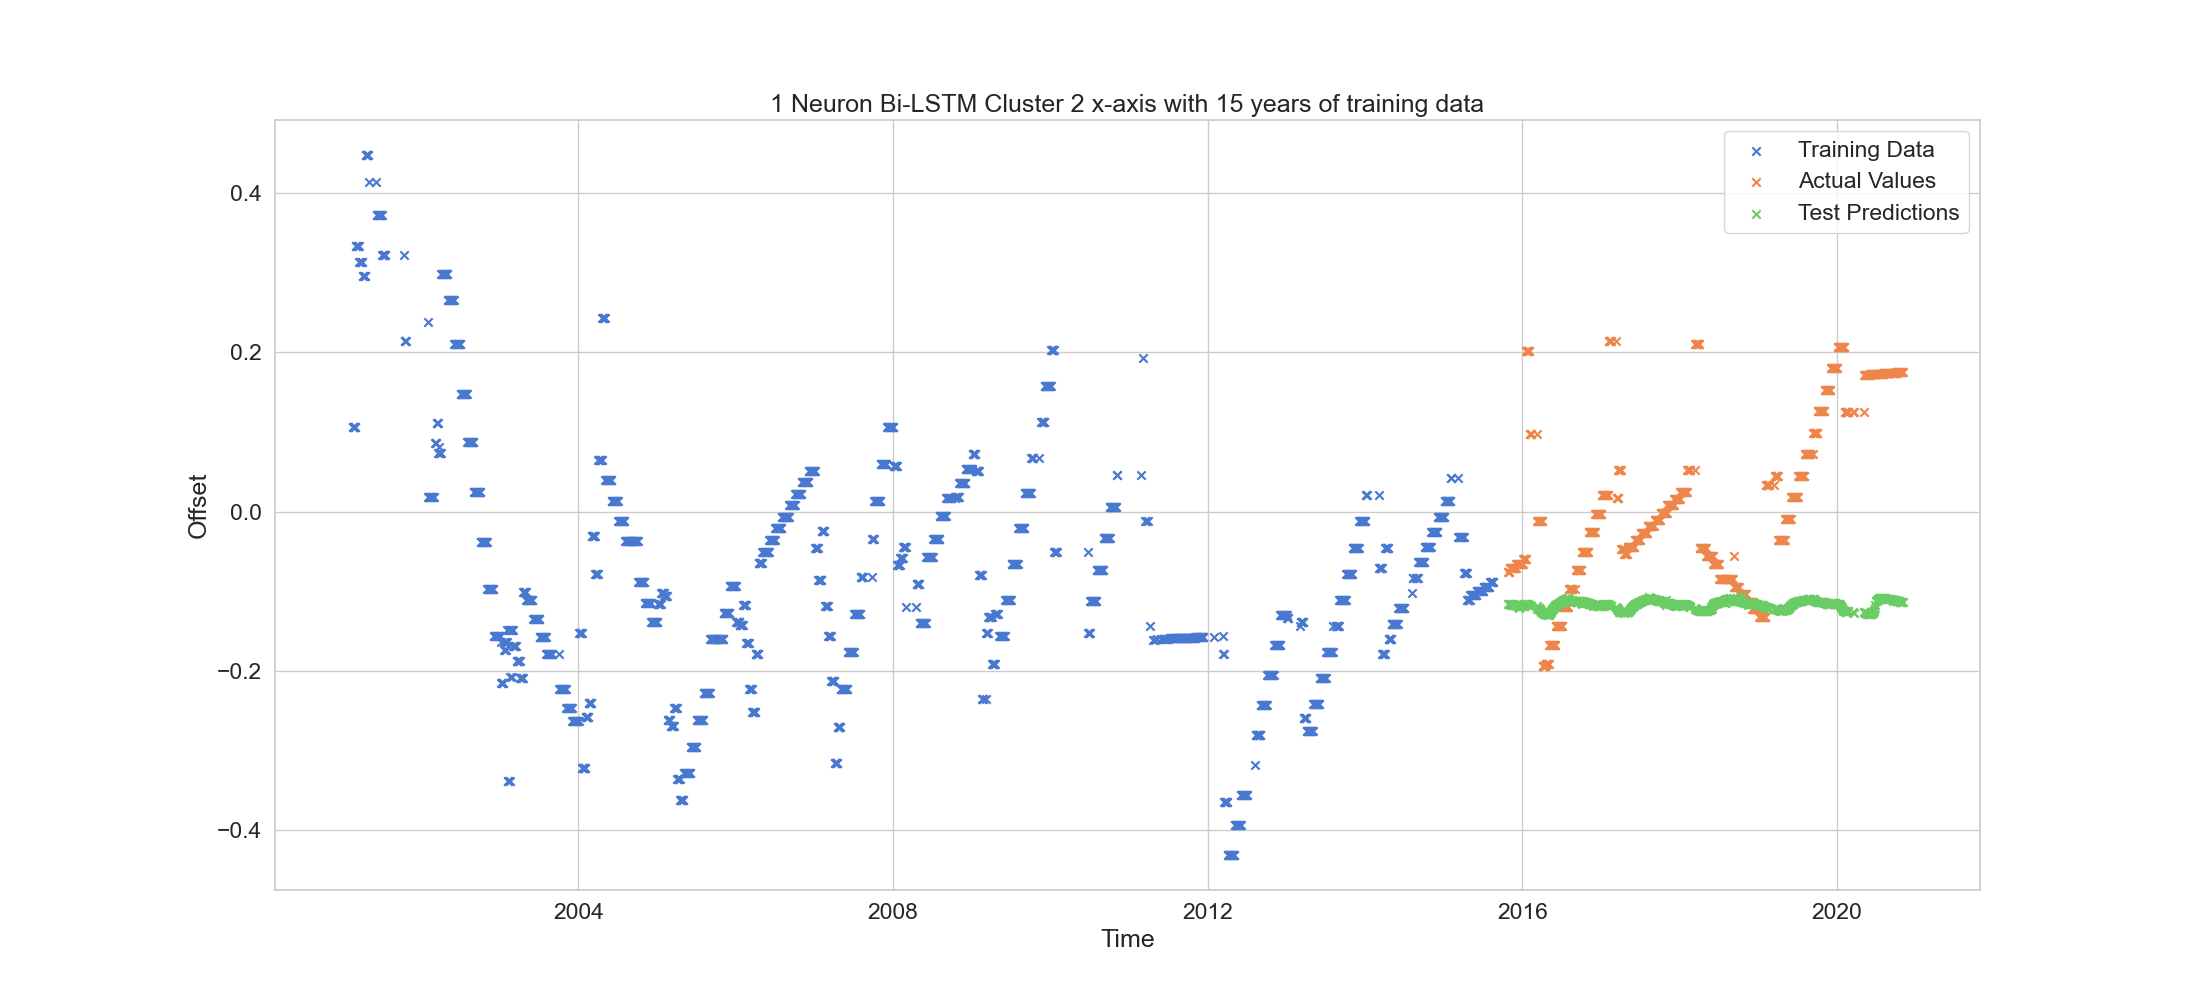 1 Neuron Bi-LSTM Cluster 2 x-axis with 15 years of training data
Training Data
Actual Values
Test Predictions
Offset
0.4
0.2
0.0
−0.2
−0.4
2004
2008
2012
2016
2020
Time